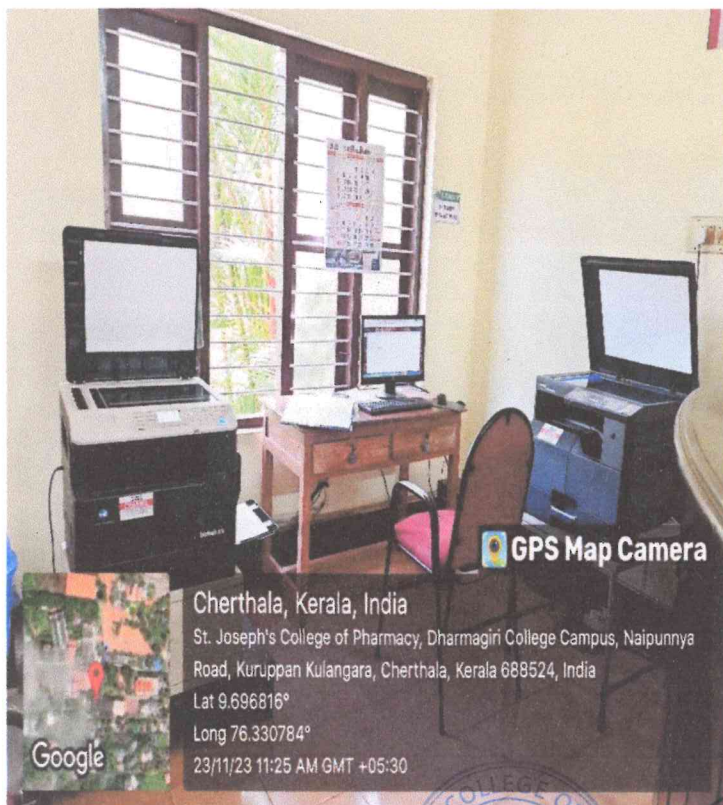 GPS Map Camera
Cherthala, Kerala, India
St. Joseph's College of Pharmacy, Dharmagiri College Campus, Naipunnya
Road, Kuruppan Kulangara, Cherthala, Kerala 688524, India
Lat 9.696816°
Long 76.330784°
23/11/23 11:25 AM GMT +05:30
Google
COLLEGE OF